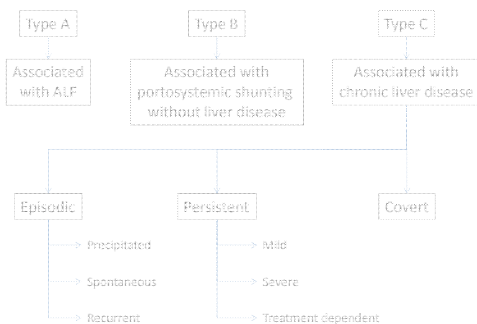 Type A
Type B
Type C
Associated
with ALF
Associated with
portosystemic shunting
without liver disease
Associated with
chronic liver disease
Episodic
Persistent
Covert
Precipitated
Mild
Spontaneous
Severe
Recurrent
Treatment dependent